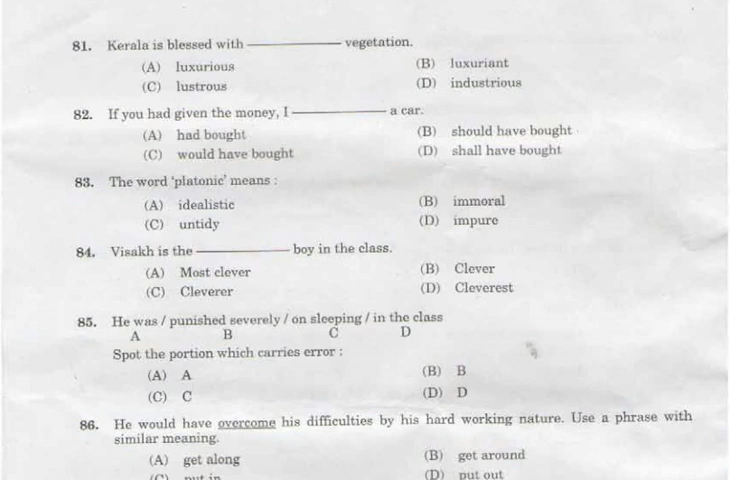 81. Kerala is blessed with ————— vegetation.
(A) luxurious (B) luxuriant
(C) lustrous (D) industrious
82. If you had given the money, I ————— a car.
(A) had bought (B) should have bought
(C) would have bought (D) shall have bought
83. The word ‘platonic’ means :
(A) idealistic (B) immoral
(C) untidy (D) impure
84. Visakh is the ————— boy in the class.
(A) Most clever (B) Clever
(C) Cleverer (D) Cleverest
85. He was / punished severely / on sleeping / in the class
A B C D
Spot the portion which carries error :
(A) A (B) B
(C) C (D) D
86. He would have overcome his difficulties by his hard working nature. Use a phrase with
similar meaning.
(A) get along (B) get around
(C) put in (D) put out